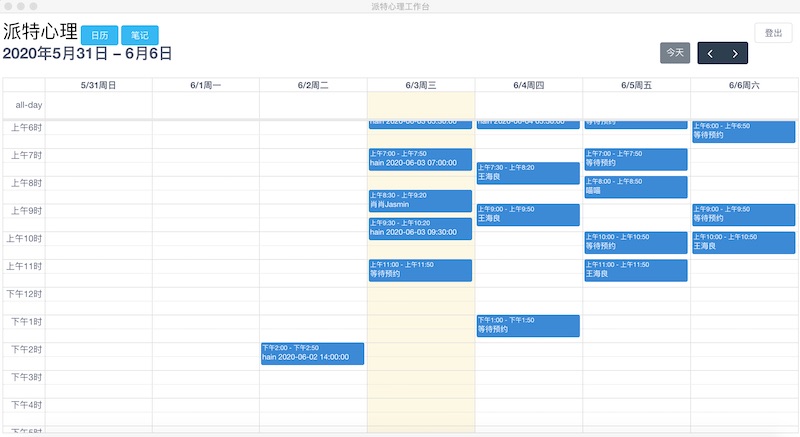 派特心理工作台
派特心理 日历 笔记
登出
2020年5月31日 – 6月6日
今天
5/31周日 6/1周一 6/2周二 6/3周三 6/4周四 6/5周五 6/6周六
all-day
上午6时
上午6:00 - 上午6:50
等待预约
上午7时
上午7:00 - 上午7:50
hain 2020-06-03 07:00:00
上午7:30 - 上午8:20
王海良
上午7:00 - 上午7:50
等待预约
上午8时
上午8:30 - 上午9:20
肖肖Jasmin
上午8:00 - 上午8:50
喵喵
上午9时
上午9:30 - 上午10:20
hain 2020-06-03 09:30:00
上午9:00 - 上午9:50
王海良
上午9:00 - 上午9:50
等待预约
上午10时
上午10:00 - 上午10:50
等待预约
上午10:00 - 上午10:50
王海良
上午11时
上午11:00 - 上午11:50
等待预约
上午11:00 - 上午11:50
王海良
下午12时
下午1时
下午1:00 - 下午1:50
等待预约
下午2时
下午2:00 - 下午2:50
hain 2020-06-02 14:00:00
下午3时
下午4时